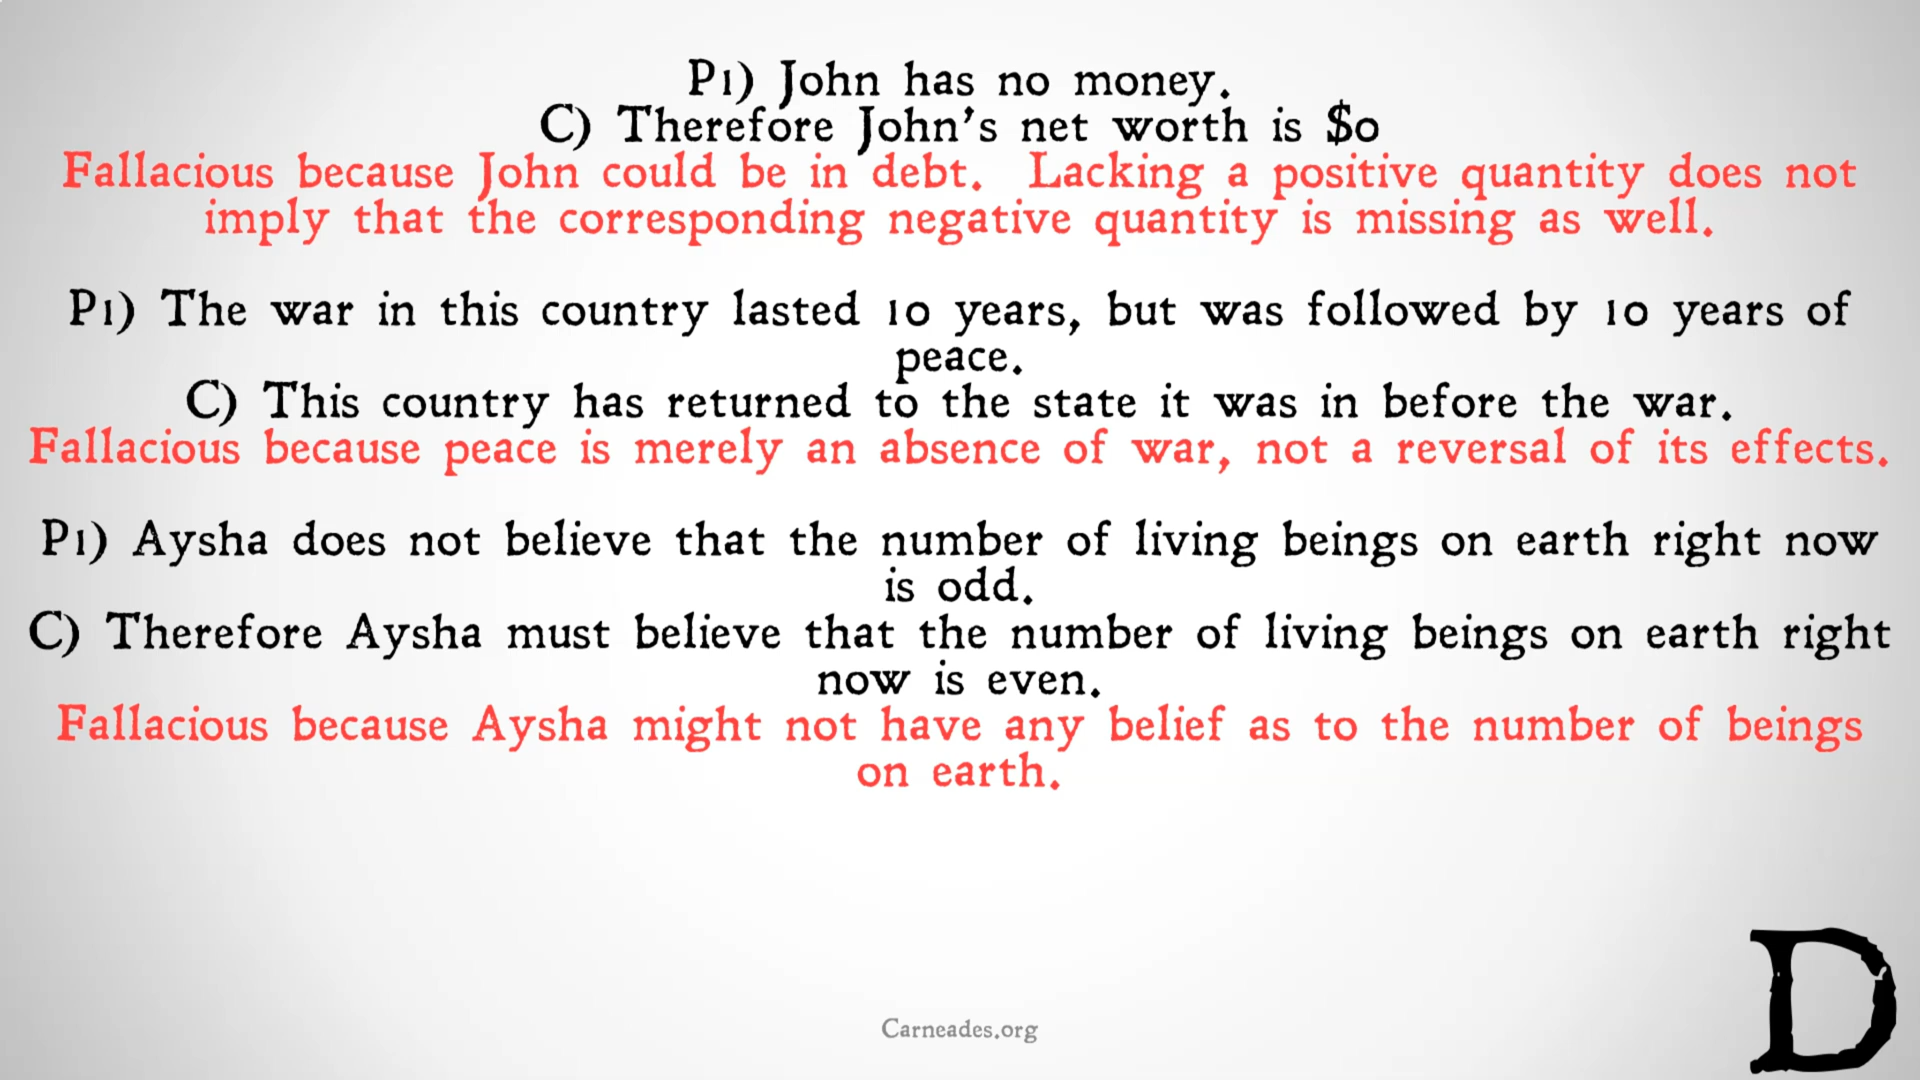 P1) John has no money.
C) Therefore John's net worth is $0
Fallacious because John could be in debt. Lacking a positive quantity does not
imply that the corresponding negative quantity is missing as well.
P1) The war in this country lasted 10 years, but was followed by 10 years of
peace.
C) This country has returned to the state it was in before the war.
Fallacious because peace is merely an absence of war, not a reversal of its effects.
P1) Aysha does not believe that the number of living beings on earth right now
is odd.
C) Therefore Aysha must believe that the number of living beings on earth right
now is even.
Fallacious because Aysha might not have any belief as to the number of beings
on earth.
Carneades.org
D